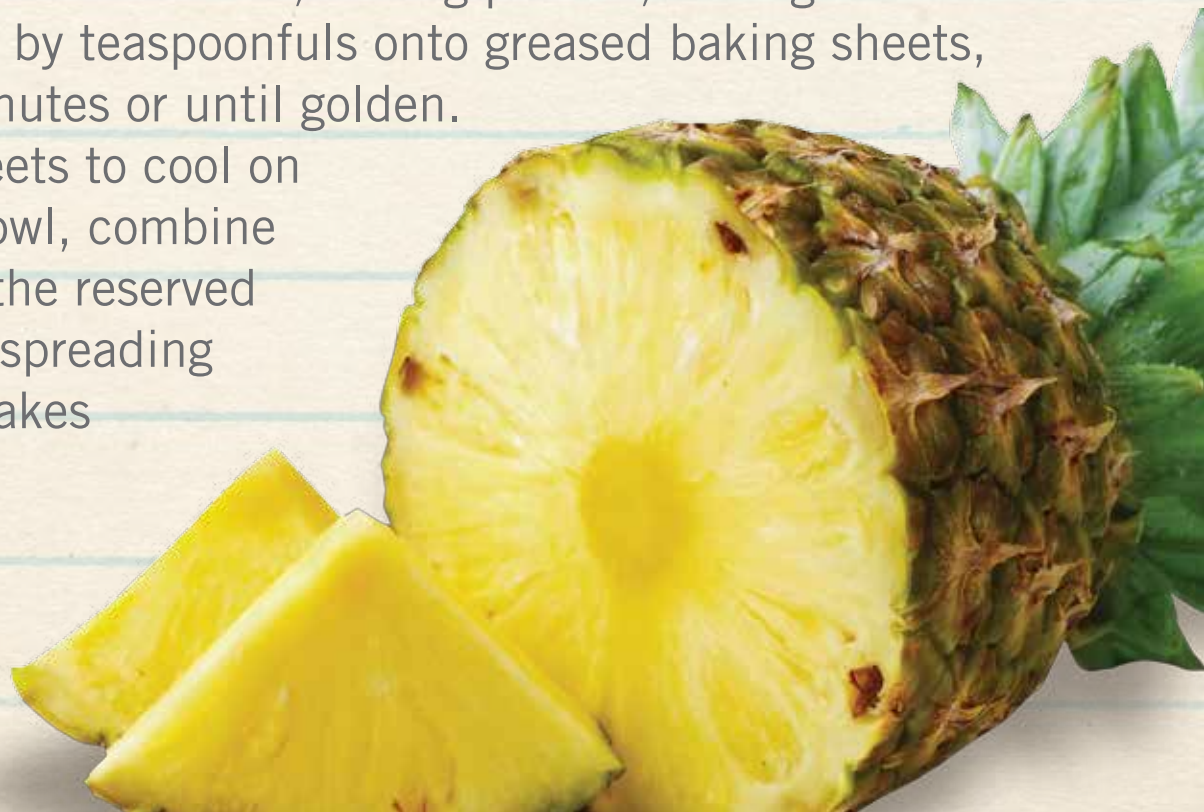 by teaspoonfuls onto greased baking sheets,
nutes or until golden.
eets to cool on
owl, combine
the reserved
spreading
akes